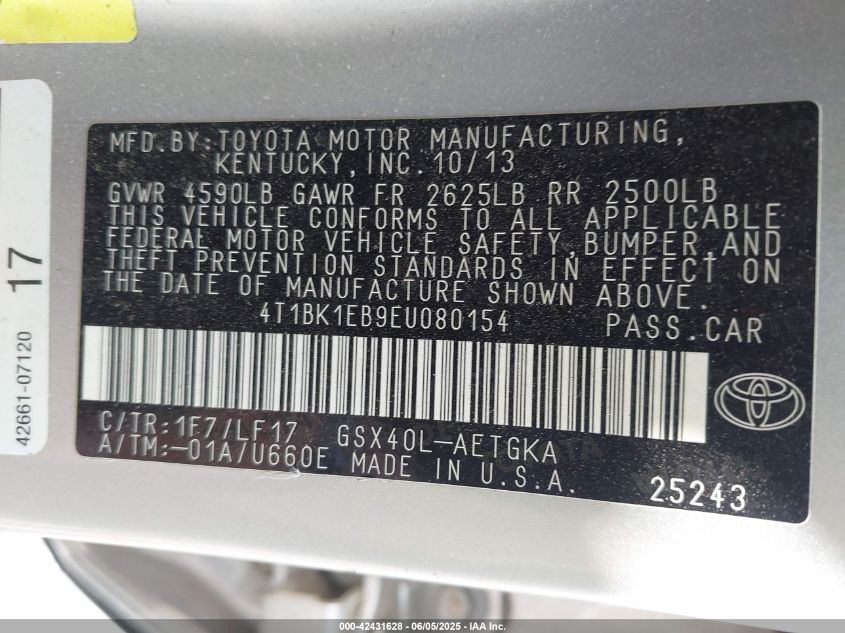 MFD.BY:TOYOTA MOTOR MANUFACTURING,
KENTUCKY,INC.10/13
GVWR 4590LB GAWR FR 2625LB RR 2500LB
THIS VEHICLE CONFORMS TO ALL APPLICABLE
FEDERAL MOTOR VEHICLE SAFETY,BUMPER,AND
THEFT PREVENTION STANDARDS IN EFFECT ON
THE DATE OF MANUFACTURE SHOWN ABOVE.
4T1BK1EB9EU080154 PASS.CAR
C/TR:1F7/LF17 GSX40L-AETGKA
A/TM:-01A/U660E MADE IN U.S.A.
25243
17
42661-07120
000-42431628 - 06/05/2025 - IAA Inc.